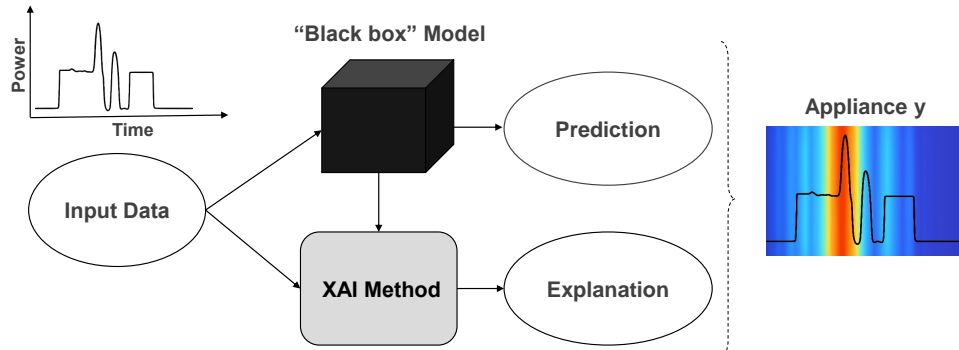 Power
Time
“Black box” Model
Input Data
Prediction
XAI Method
Explanation
Appliance y